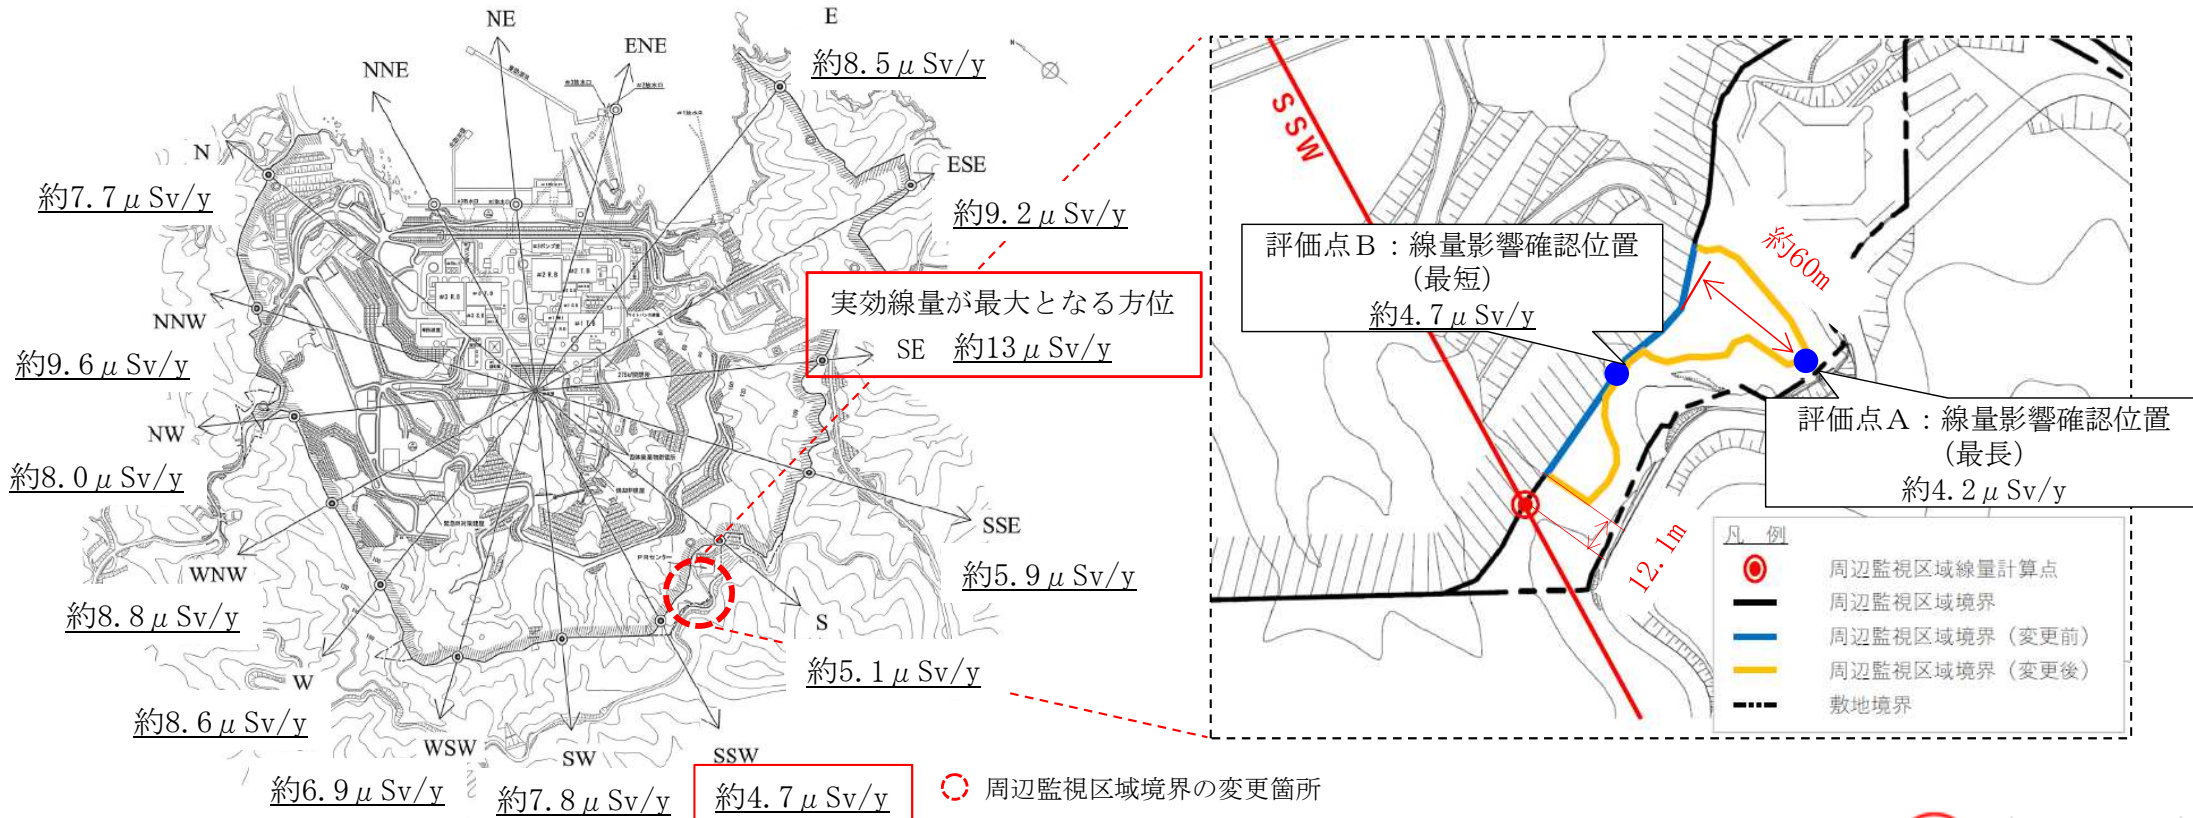 NE
E
ENE
約8.5μSv/y
NNE
N
約7.7μSv/y
ESE
約9.2μSv/y
実効線量が最大となる方位
SE 約13μSv/y
NNW
約9.6μSv/y
NW
約8.0μSv/y
WNW
約8.8μSv/y
W
約8.6μSv/y
WSW
約6.9μSv/y
SW
約7.8μSv/y
SSW
約4.7μSv/y
S
約5.1μSv/y
SSE
約5.9μSv/y
PRセンター
周辺監視区域境界の変更箇所
SSW
評価点B:線量影響確認位置
(最短)
約4.7μSv/y
約60m
評価点A:線量影響確認位置
(最長)
約4.2μSv/y
12.1m
凡 例
周辺監視区域線量計算点
周辺監視区域境界
周辺監視区域境界(変更前)
周辺監視区域境界(変更後)
敷地境界